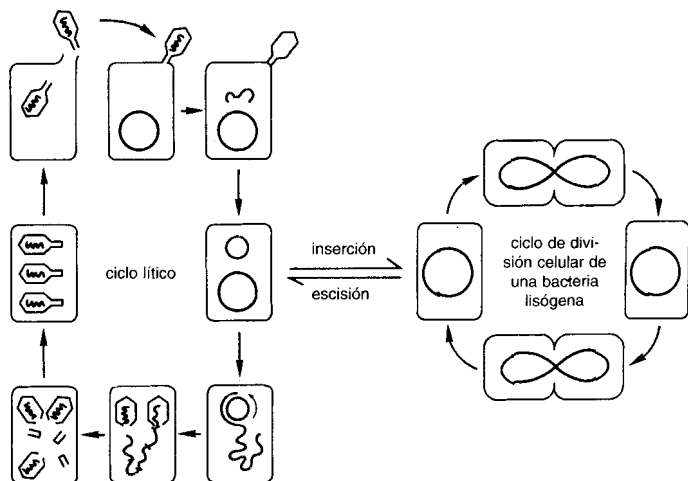 ciclo lítico
inserción
escisión
ciclo de divi-
sión celular de
una bacteria
lisógena